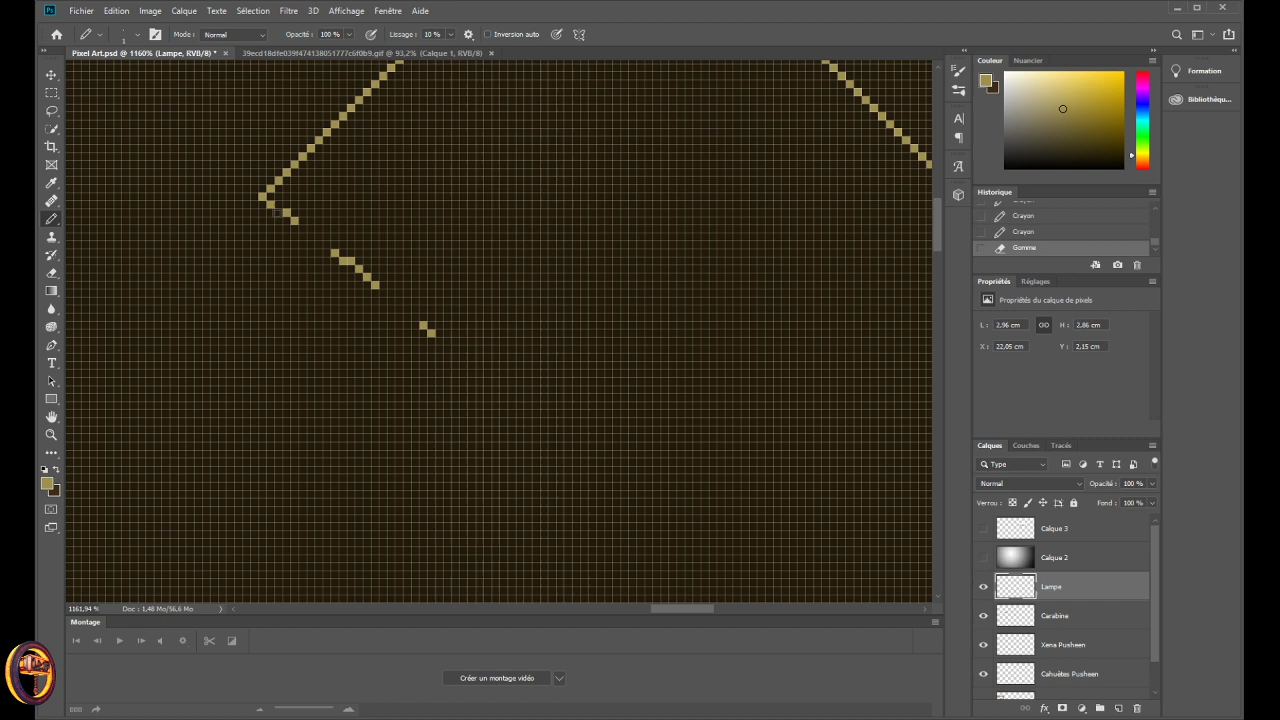 Ps Fichier Edition Image Calque Texte Sélection Filtre 3D Affichage Fenêtre Aide
1 Mode : Normal Opacité : 100 % Lissage : 10 % Inversion auto
Pixel Art.psd @ 1160% (Lampe, RVB/8) * 39ecd18dfe039f474138051777c6f0b9.gif @ 93,2% (Calque 1, RVB/8)
Couleur Nuancier
Formation
Bibliothèqu...
Historique
Crayon
Crayon
Gomme
Propriétés Réglages
Propriétés du calque de pixels
L : 2,96 cm H : 2,86 cm
X : 22,05 cm Y : 2,15 cm
Calques Couches Tracés
Type
Normal Opacité : 100 %
Verrou : Fond : 100 %
Calque 3
Calque 2
Lampe
Carabine
Xena Pusheen
Cahuètes Pusheen
1161,94 % Doc : 1,48 Mo/56,6 Mo
Montage
Créer un montage vidéo